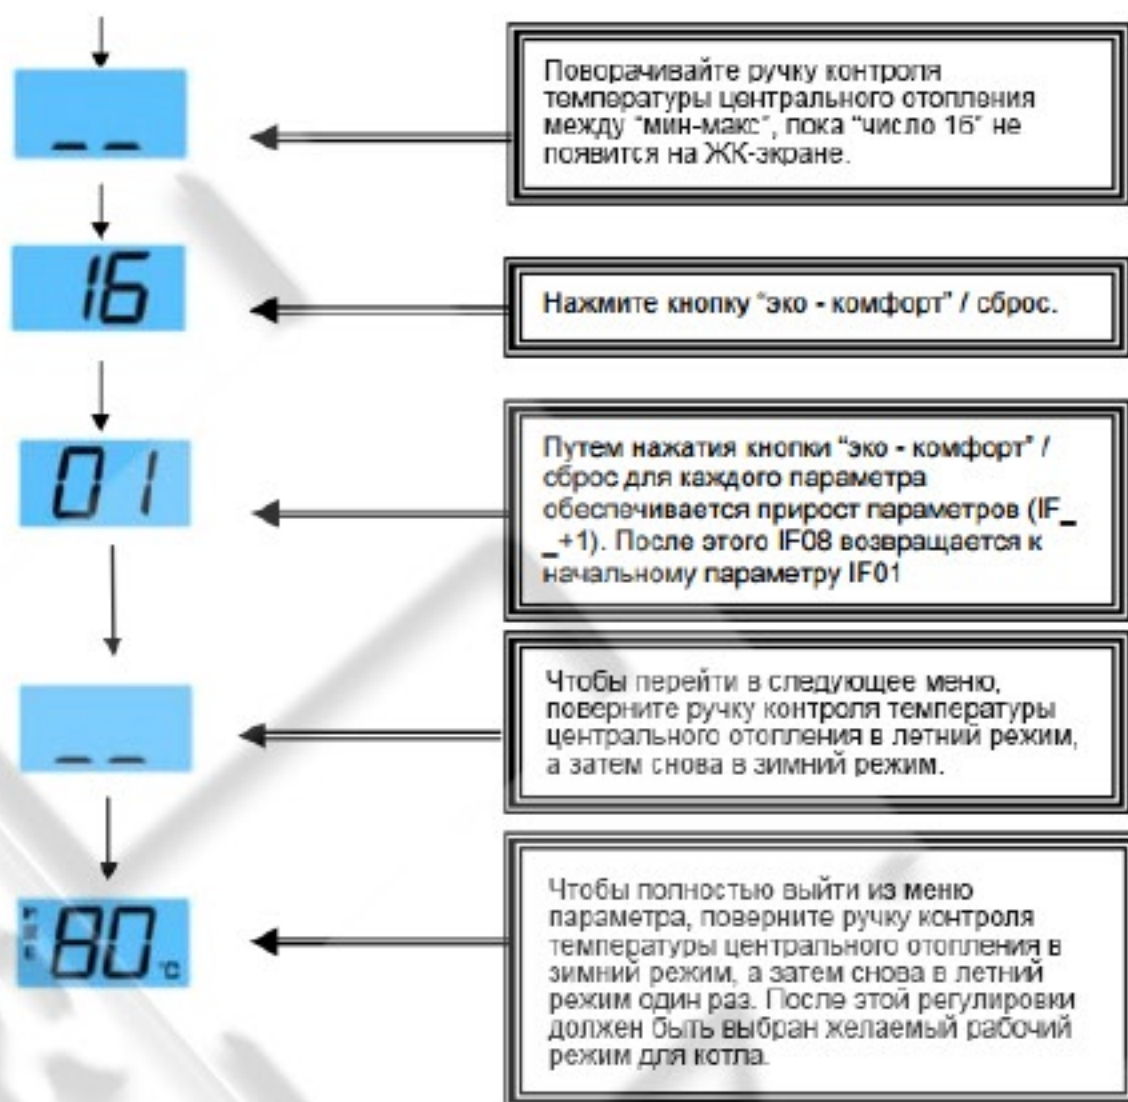 Поворачивайте ручку контроля
температуры центрального отопления
между "мин-макс", пока "число 16" не
появится на ЖК-экране.
16
Нажмите кнопку "эко - комфорт" / сброс.
01
Путем нажатия кнопки "эко - комфорт" /
сброс для каждого параметра
обеспечивается прирост параметров (IF_
_+1). После этого IF08 возвращается к
начальному параметру IF01
Чтобы перейти в следующее меню,
поверните ручку контроля температуры
центрального отопления в летний режим,
а затем снова в зимний режим.
80 °C
Чтобы полностью выйти из меню
параметра, поверните ручку контроля
температуры центрального отопления в
зимний режим, а затем снова в летний
режим один раз. После этой регулировки
должен быть выбран желаемый рабочий
режим для котла.